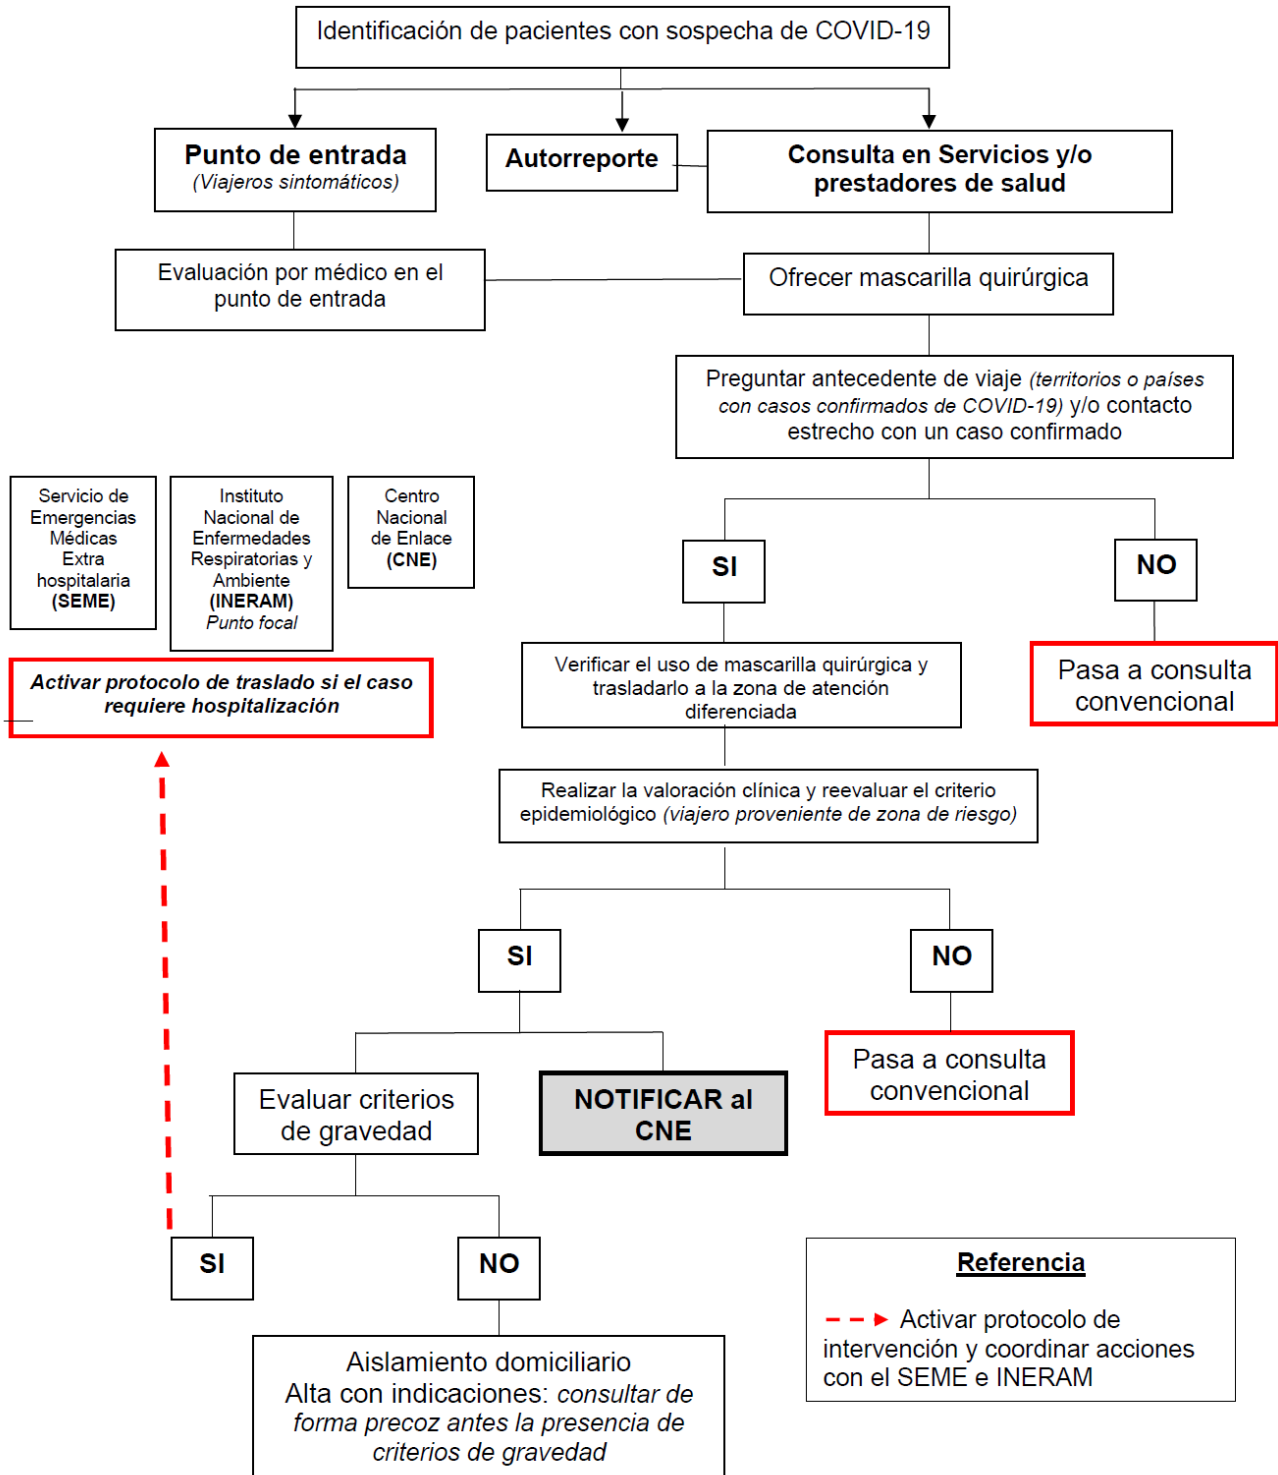 Identificación de pacientes con sospecha de COVID-19
Punto de entrada
(Viajeros sintomáticos)
Autorreporte
Consulta en Servicios y/o
prestadores de salud
Evaluación por médico en el
punto de entrada
Ofrecer mascarilla quirúrgica
Preguntar antecedente de viaje (territorios o países
con casos confirmados de COVID-19) y/o contacto
estrecho con un caso confirmado
Servicio de
Emergencias
Médicas
Extra
hospitalaria
(SEME)
Instituto
Nacional de
Enfermedades
Respiratorias y
Ambiente
(INERAM)
Punto focal
Centro
Nacional
de Enlace
(CNE)
SI
NO
Activar protocolo de traslado si el caso
requiere hospitalización
Verificar el uso de mascarilla quirúrgica y
trasladarlo a la zona de atención
diferenciada
Pasa a consulta
convencional
Realizar la valoración clínica y reevaluar el criterio
epidemiológico (viajero proveniente de zona de riesgo)
SI
NO
Evaluar criterios
de gravedad
NOTIFICAR al
CNE
Pasa a consulta
convencional
SI
NO
Aislamiento domiciliario
Alta con indicaciones: consultar de
forma precoz antes la presencia de
criterios de gravedad
Referencia
Activar protocolo de
intervención y coordinar acciones
con el SEME e INERAM